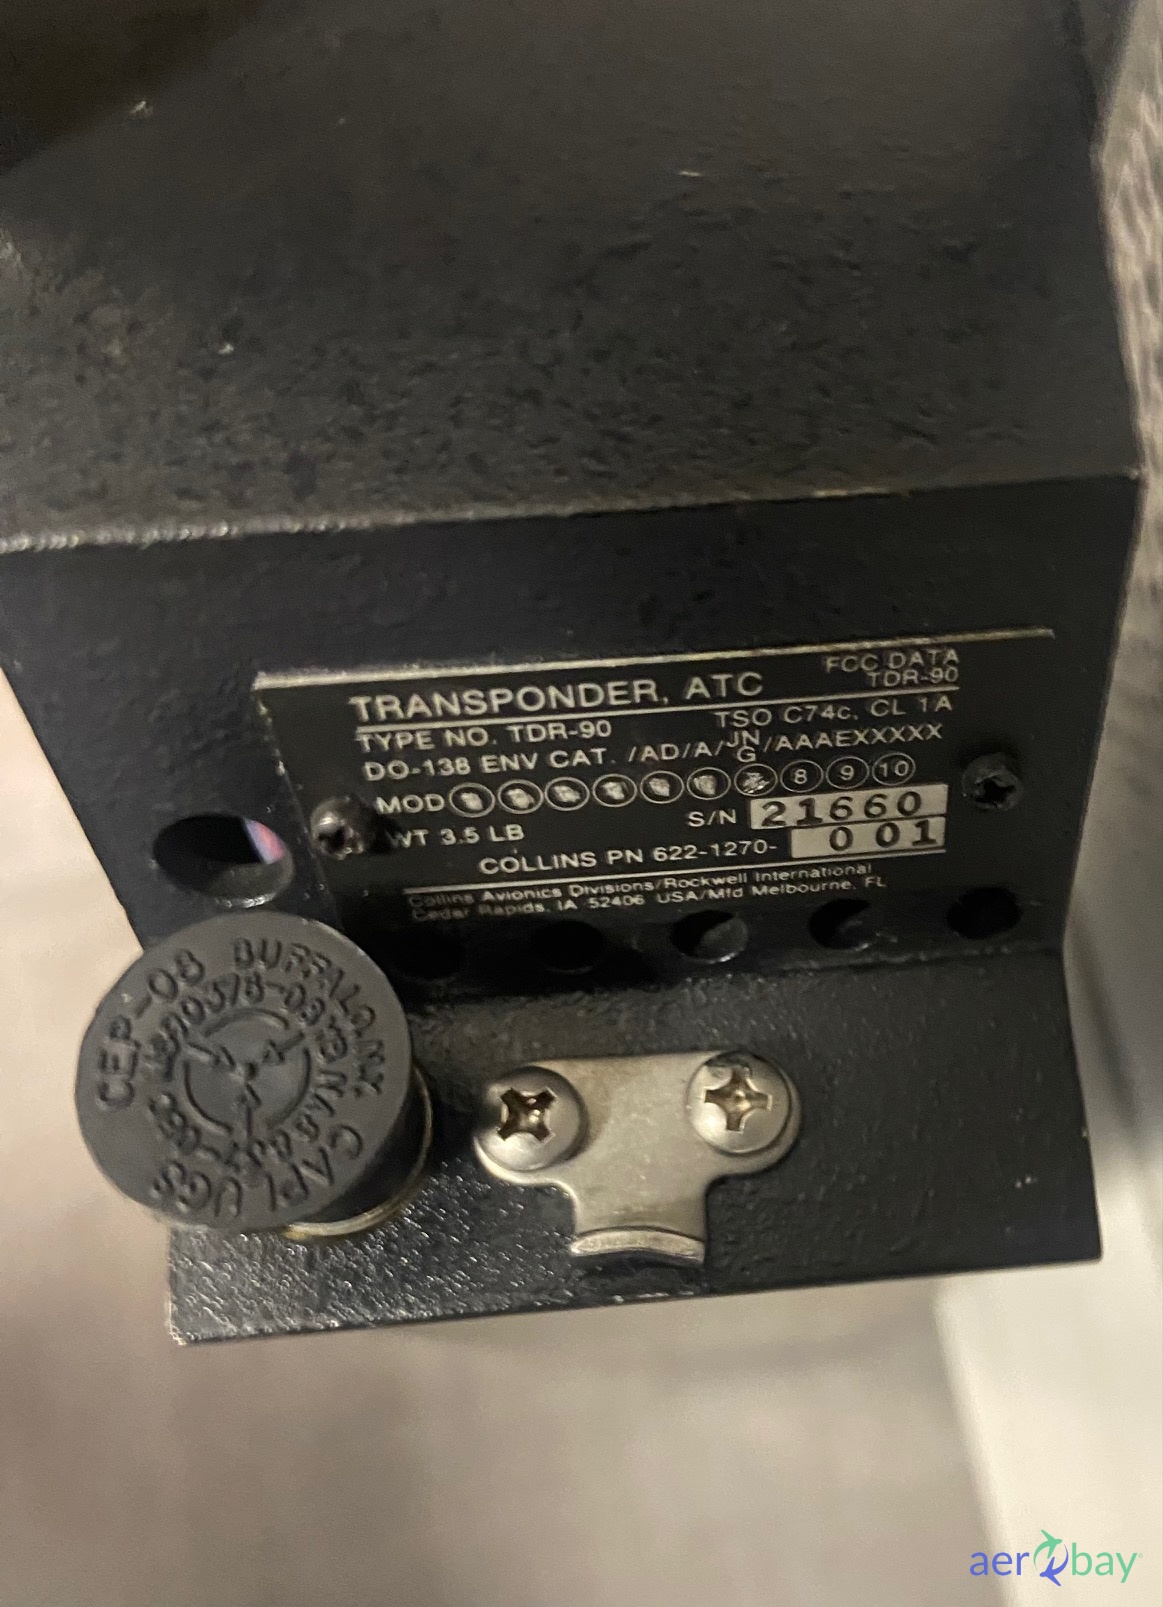 TRANSPONDER, ATC
FCC DATA
TDR-90
TYPE NO. TDR-90
TSO C74c, CL 1A
DO-138 ENV CAT. /AD/A/JN G/AAAEXXXXX
MOD 8 9 10
WT 3.5 LB
S/N 21660
COLLINS PN 622-1270- 001
Collins Avionics Divisions/Rockwell International
Cedar Rapids, IA 52406 USA/Mfd Melbourne, FL
CEP-08 BUFFALO, NY.
CAPLUGS
aerobay